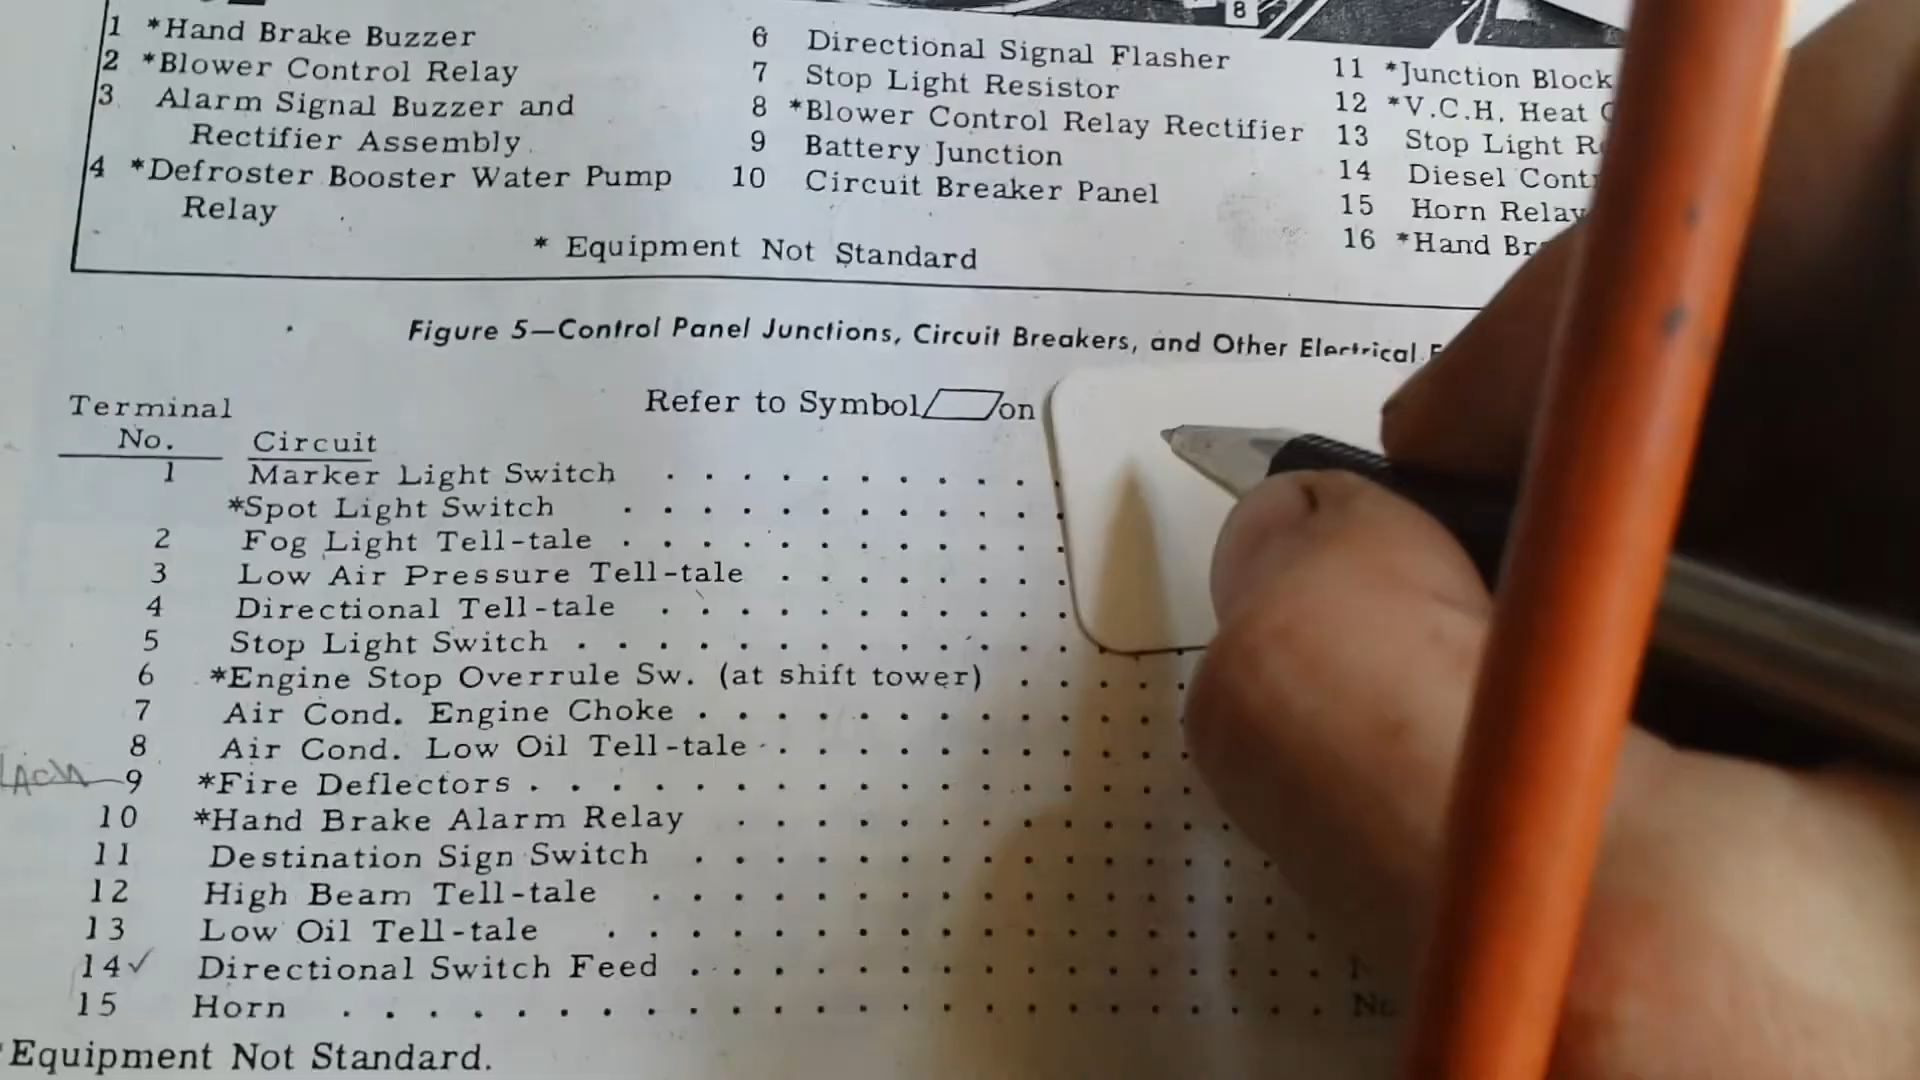 8
1 *Hand Brake Buzzer
2 *Blower Control Relay
3 Alarm Signal Buzzer and
Rectifier Assembly
4 *Defroster Booster Water Pump
Relay
6 Directional Signal Flasher
7 Stop Light Resistor
8 *Blower Control Relay Rectifier
9 Battery Junction
10 Circuit Breaker Panel
11 *Junction Block
12 *V.C.H. Heat
13 Stop Light
14 Diesel
15 Horn Relay
16 *Hand
* Equipment Not Standard
Figure 5—Control Panel Junctions, Circuit Breakers, and Other Electrical
Refer to Symbol on
Terminal
No. Circuit
1 Marker Light Switch . . . . . . . . . .
*Spot Light Switch . . . . . . . . . . . .
2 Fog Light Tell-tale . . . . . . . . . . . .
3 Low Air Pressure Tell-tale . . . . . . . .
4 Directional Tell-tale . . . . . . . . . . .
5 Stop Light Switch . . . . . . . . . . . . .
6 *Engine Stop Overrule Sw. (at shift tower) . . . . .
7 Air Cond. Engine Choke . . . . . . . . . . . . .
8 Air Cond. Low Oil Tell-tale . . . . . . . . . . .
9 *Fire Deflectors . . . . . . . . . . . . . . . .
10 *Hand Brake Alarm Relay . . . . . . . . . . . . .
11 Destination Sign Switch . . . . . . . . . . . . . . .
12 High Beam Tell-tale . . . . . . . . . . . . . . . .
13 Low Oil Tell-tale . . . . . . . . . . . . . . . . . .
14✓ Directional Switch Feed . . . . . . . . . . . . . . . .
15 Horn . . . . . . . . . . . . . . . . . . . . . . . .
*Equipment Not Standard.